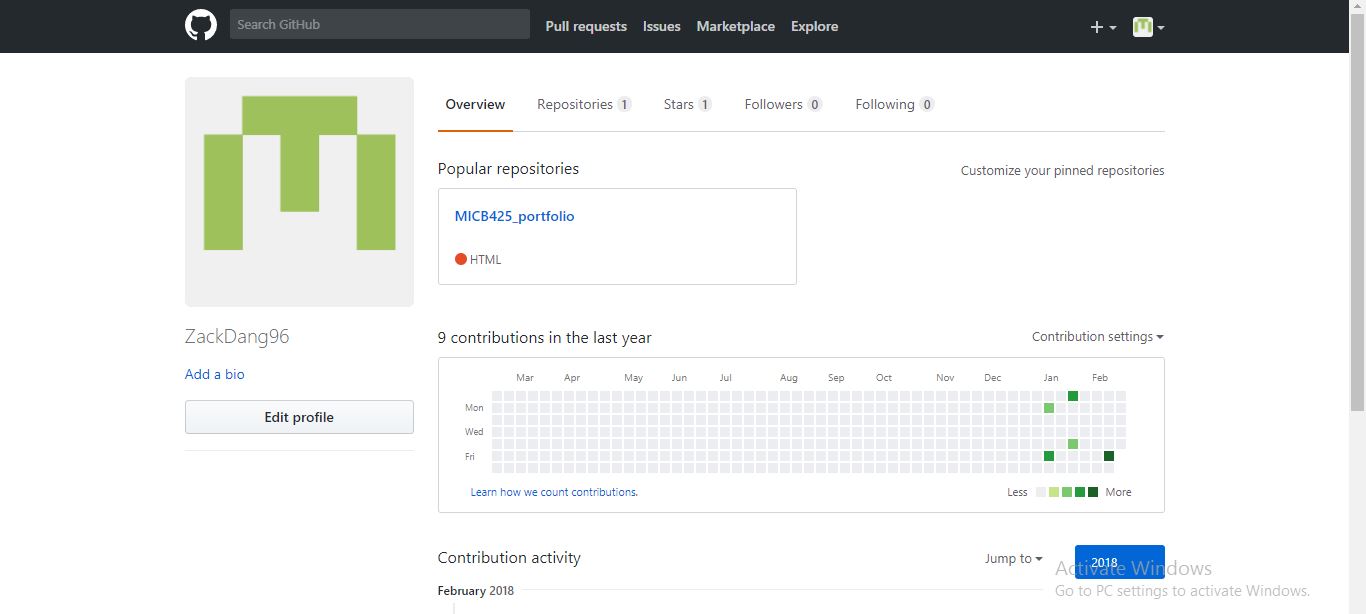 Search GitHub Pull requests Issues Marketplace Explore
Overview Repositories 1 Stars 1 Followers 0 Following 0
Popular repositories Customize your pinned repositories
MICB425_portfolio
HTML
ZackDang96
Add a bio
Edit profile
9 contributions in the last year Contribution settings
Mar Apr May Jun Jul Aug Sep Oct Nov Dec Jan Feb
Mon
Wed
Fri
Learn how we count contributions. Less More
Contribution activity Jump to 2018
February 2018
Activate Windows
Go to PC settings to activate Windows.